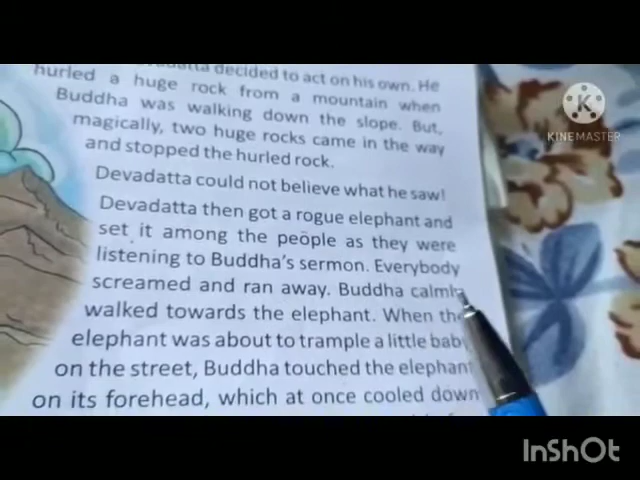 Devadatta decided to act on his own. He
hurled a huge rock from a mountain when
Buddha was walking down the slope. But,
magically, two huge rocks came in the way
and stopped the hurled rock.
Devadatta could not believe what he saw!
Devadatta then got a rogue elephant and
set it among the people as they were
listening to Buddha's sermon. Everybody
screamed and ran away. Buddha calmly
walked towards the elephant. When the
elephant was about to trample a little baby
on the street, Buddha touched the elephant
on its forehead, which at once cooled down
K
KINEMASTER
InShOt